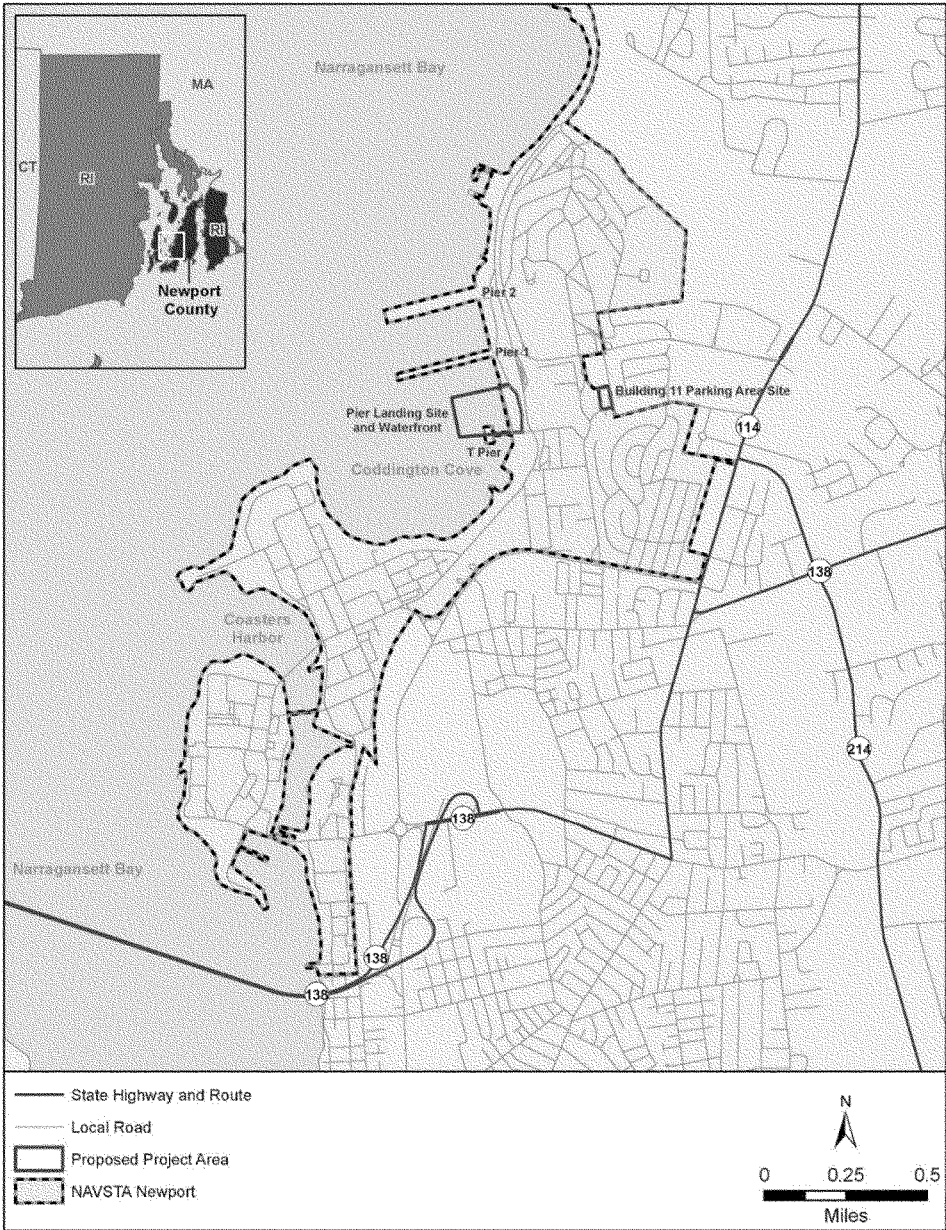 Narragansett Bay
MA
CT
RI
RI
Newport
County
Pier 2
Pier 1
Building 11 Parking Area Site
Pier Landing Site
and Waterfront
T Pier
114
Coddington Cove
138
Coasters
Harbor
214
138
Narragansett Bay
138
138
State Highway and Route
Local Road
Proposed Project Area
NAVSTA Newport
N
0 0.25 0.5
Miles